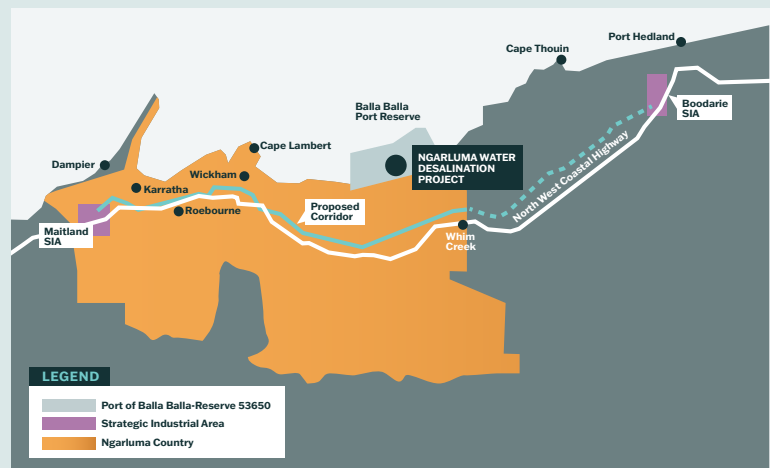 Port Hedland
Cape Thouin
Boodarie
SIA
Balla Balla
Port Reserve
North West Coastal Highway
Cape Lambert
NGARLUMA WATER
DESALINATION
PROJECT
Dampier
Wickham
Karratha
Roebourne
Proposed
Corridor
Maitland
SIA
Whim
Creek
LEGEND
Port of Balla Balla-Reserve 53650
Strategic Industrial Area
Ngarluma Country